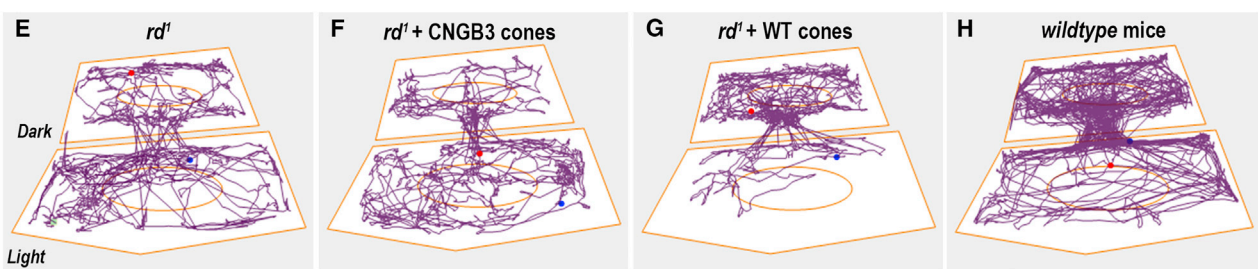 E rd¹
F rd¹ + CNGB3 cones
G rd¹ + WT cones
H wildtype mice
Dark
Light